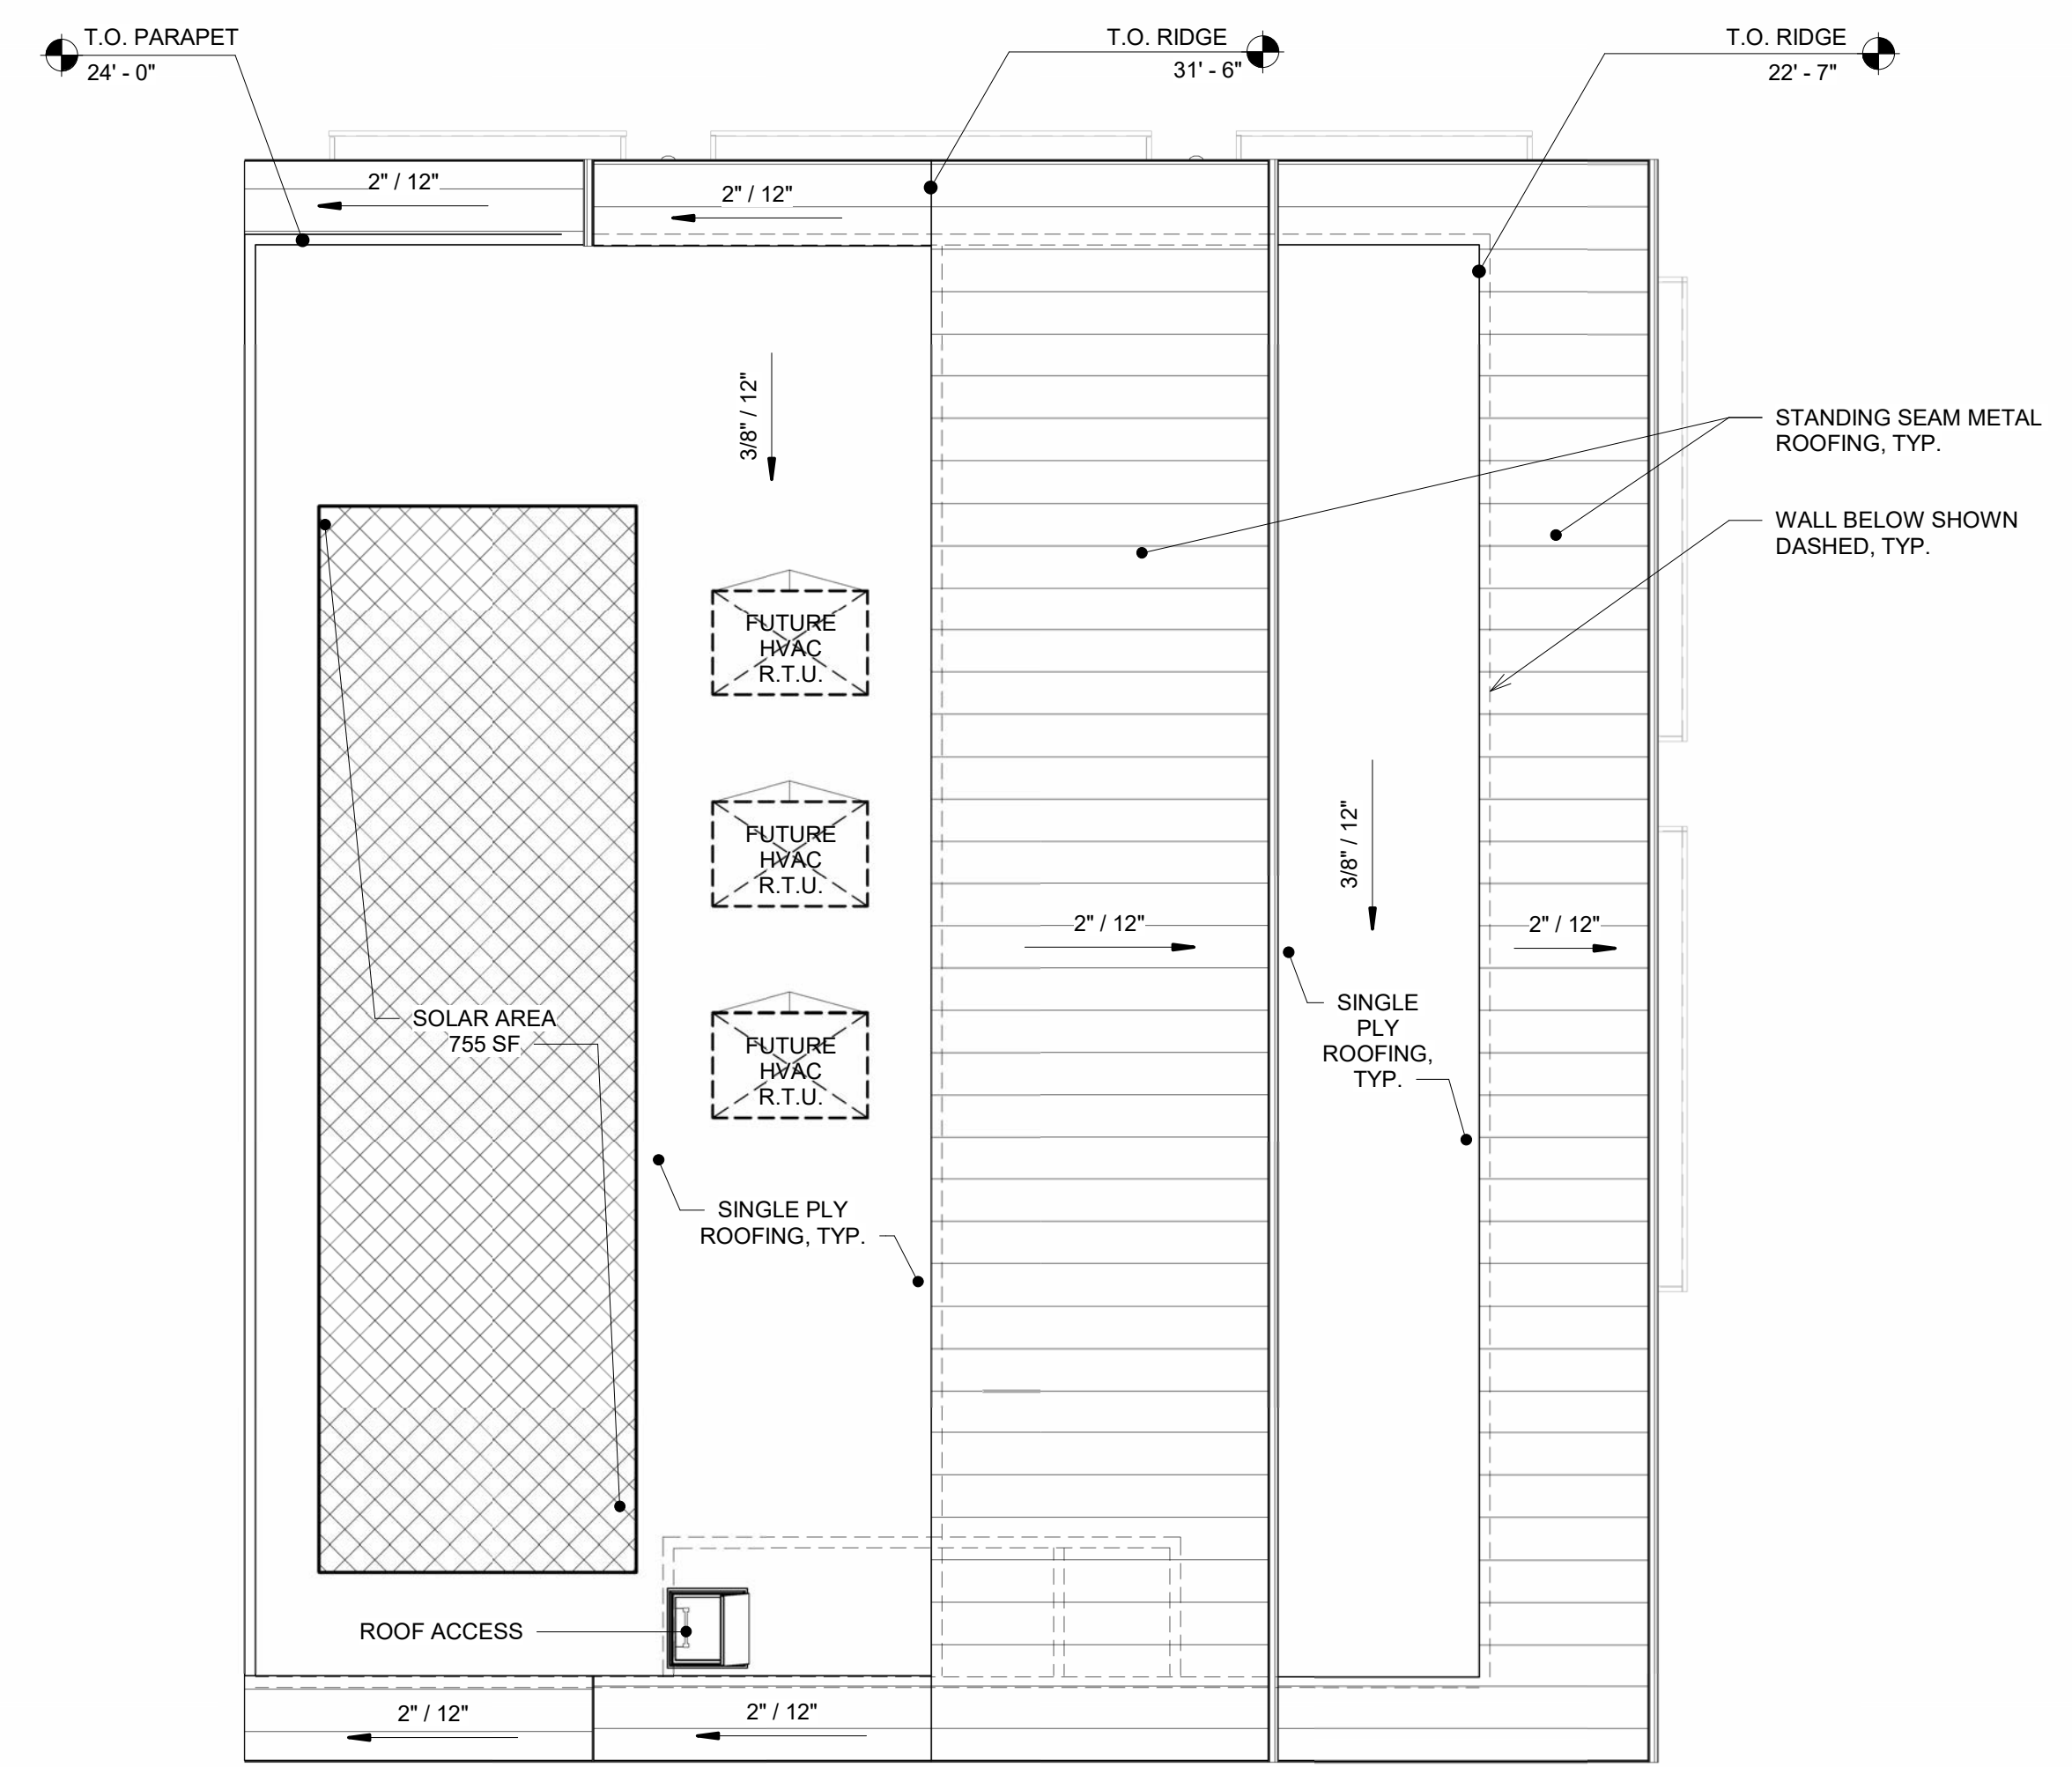 T.O. PARAPET
24' - 0"
T.O. RIDGE
31' - 6"
T.O. RIDGE
22' - 7"
2" / 12"
2" / 12"
3/8" / 12"
STANDING SEAM METAL
ROOFING, TYP.
WALL BELOW SHOWN
DASHED, TYP.
FUTURE
HVAC
R.T.U.
FUTURE
HVAC
R.T.U.
3/8" / 12"
2" / 12"
2" / 12"
SOLAR AREA
755 SF
FUTURE
HVAC
R.T.U.
SINGLE
PLY
ROOFING,
TYP.
SINGLE PLY
ROOFING, TYP.
ROOF ACCESS
2" / 12"
2" / 12"